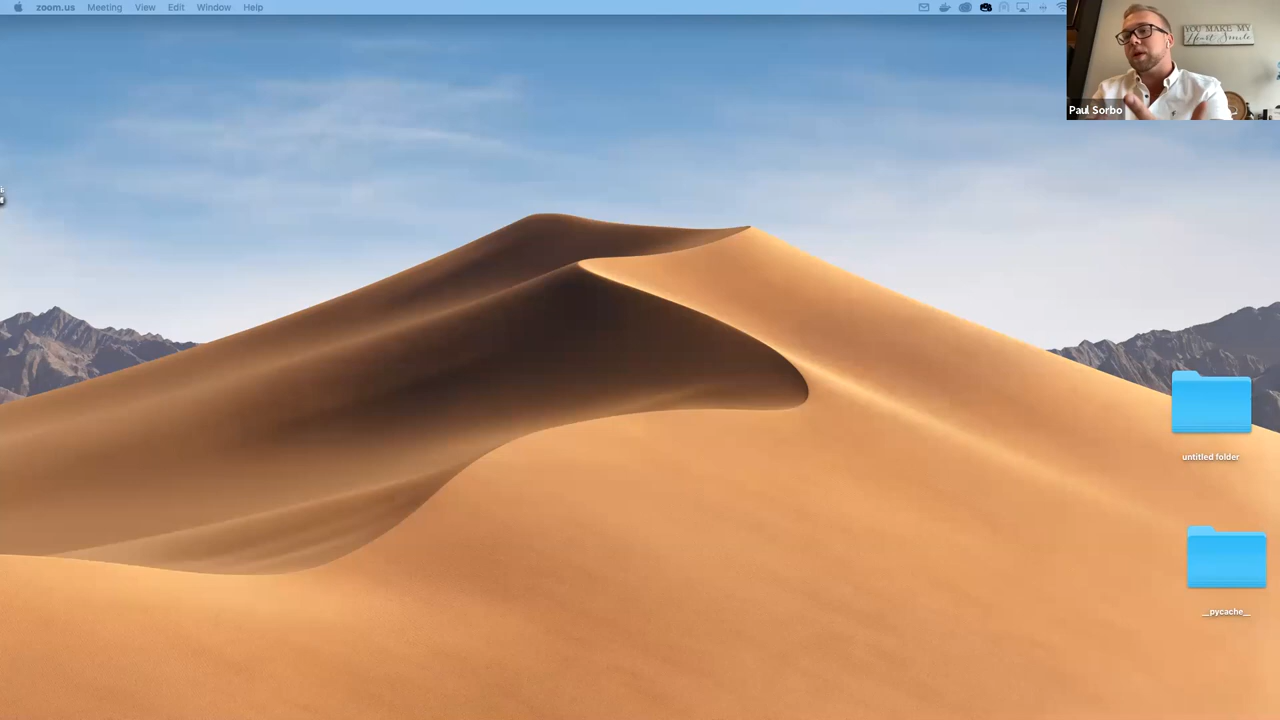 zoom.us Meeting View Edit Window Help
YOU MAKE MY
Heart Smile
Paul Sorbo
untitled folder
__pycache__